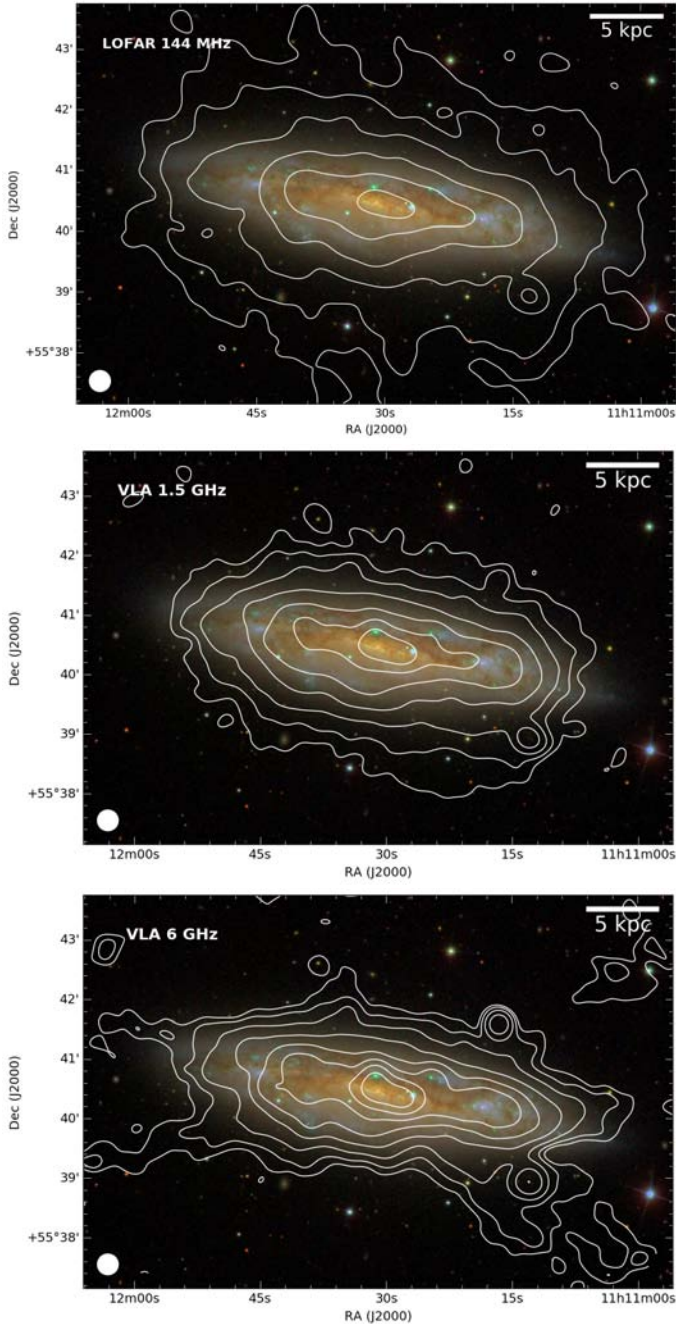 LOFAR 144 MHz
5 kpc
43'
42'
41'
40'
39'
+55°38'
Dec (J2000)
12m00s 45s 30s 15s 11h11m00s
RA (J2000)
VLA 1.5 GHz
5 kpc
43'
42'
41'
40'
39'
+55°38'
Dec (J2000)
12m00s 45s 30s 15s 11h11m00s
RA (J2000)
VLA 6 GHz
5 kpc
43'
42'
41'
40'
39'
+55°38'
Dec (J2000)
12m00s 45s 30s 15s 11h11m00s
RA (J2000)